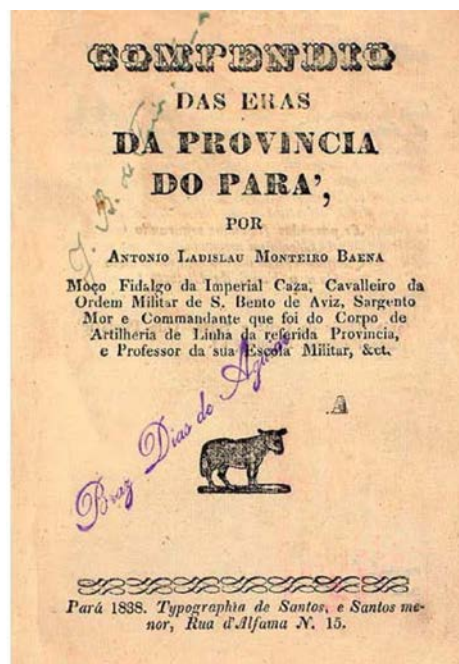 COMPENDIO
DAS ERAS
DA PROVINCIA
DO PARA',
POR
ANTONIO LADISLAU MONTEIRO BAENA
Moço Fidalgo da Imperial Caza, Cavalleiro da
Ordem Militar de S. Bento de Aviz, Sargento
Mor e Commandante que foi do Corpo de
Artilheria de Linha da referida Provincia,
e Professor da sua Escola Militar, &ct.
A
Braz Dias de Aguiar
J. B. de
Pará 1838. Typographia de Santos, e Santos me-
nor, Rua d'Alfama N. 15.